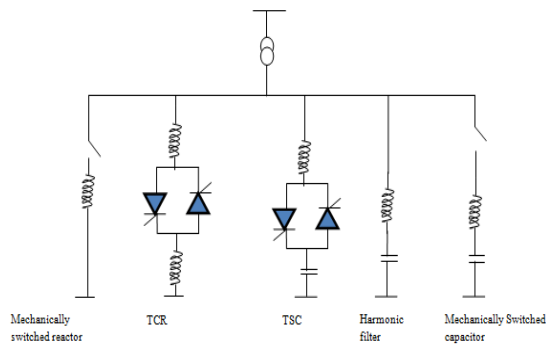 Mechanically
switched reactor
TCR
TSC
Harmonic
filter
Mechanically Switched
capacitor